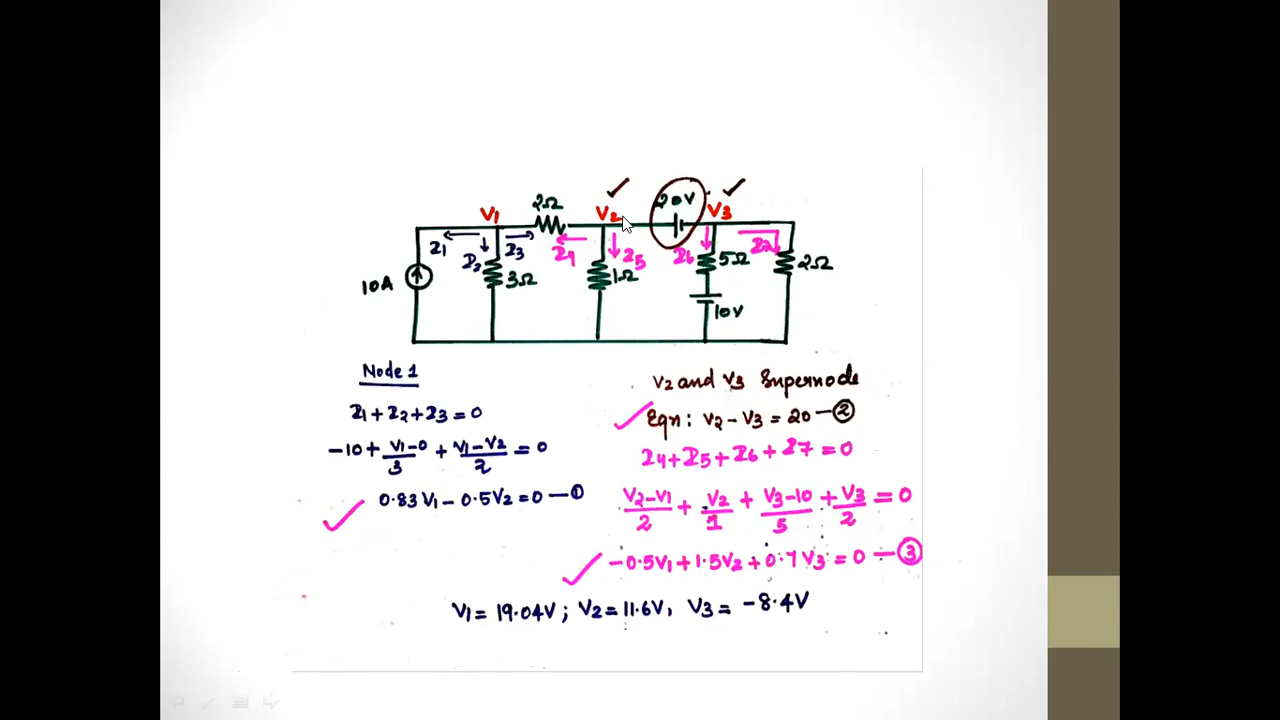 2Ω
20V
V1
V2
V3
I1
I2
I3
I4
I5
I6
I7
10A
3Ω
1Ω
5Ω
2Ω
10V
Node 1
V2 and V3 Supernode
I1+I2+I3=0
Eqn: V2-V3=20 — ②
-10+ V1-0/3 + V1-V2/2 = 0
I4+I5+I6+I7=0
0.83V1-0.5V2=0 — ①
V2-V1/2 + V2/1 + V3-10/5 + V3/2 = 0
-0.5V1+1.5V2+0.7V3=0 — ③
V1= 19.04V; V2=11.6V, V3= -8.4V